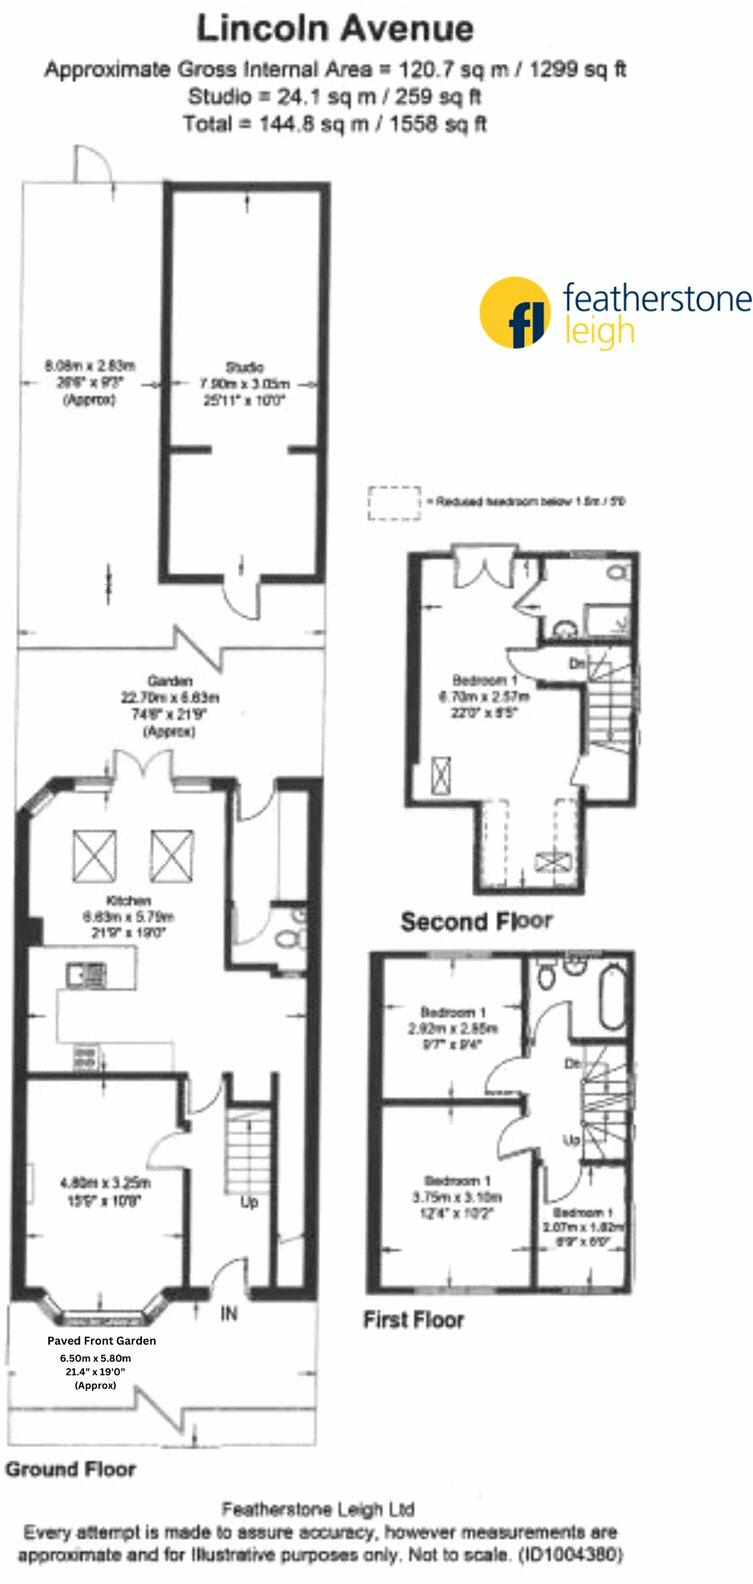 Lincoln Avenue
Approximate Gross Internal Area = 120.7 sq m / 1299 sq ft
Studio = 24.1 sq m / 259 sq ft
Total = 144.8 sq m / 1558 sq ft
featherstone
leigh
8.08m x 2.83m
26'6" x 9'3"
(Approx)
Studio
7.90m x 3.05m
25'11" x 10'0"
= Reduced headroom below 1.5m / 5'0
Garden
22.70m x 6.63m
74'6" x 21'9"
(Approx)
Bedroom 1
6.70m x 2.57m
22'0" x 8'5"
Dn
Second Floor
Kitchen
6.63m x 5.79m
21'9" x 19'0"
Bedroom 1
2.92m x 2.85m
9'7" x 9'4"
Dn
Up
4.80m x 3.25m
15'9" x 10'8"
Up
Bedroom 1
3.75m x 3.10m
12'4" x 10'2"
Bedroom 1
2.07m x 1.82m
6'9" x 6'0"
IN
First Floor
Paved Front Garden
6.50m x 5.80m
21.4" x 19'0"
(Approx)
Ground Floor
Featherstone Leigh Ltd
Every attempt is made to assure accuracy, however measurements are
approximate and for Illustrative purposes only. Not to scale. (ID1004380)